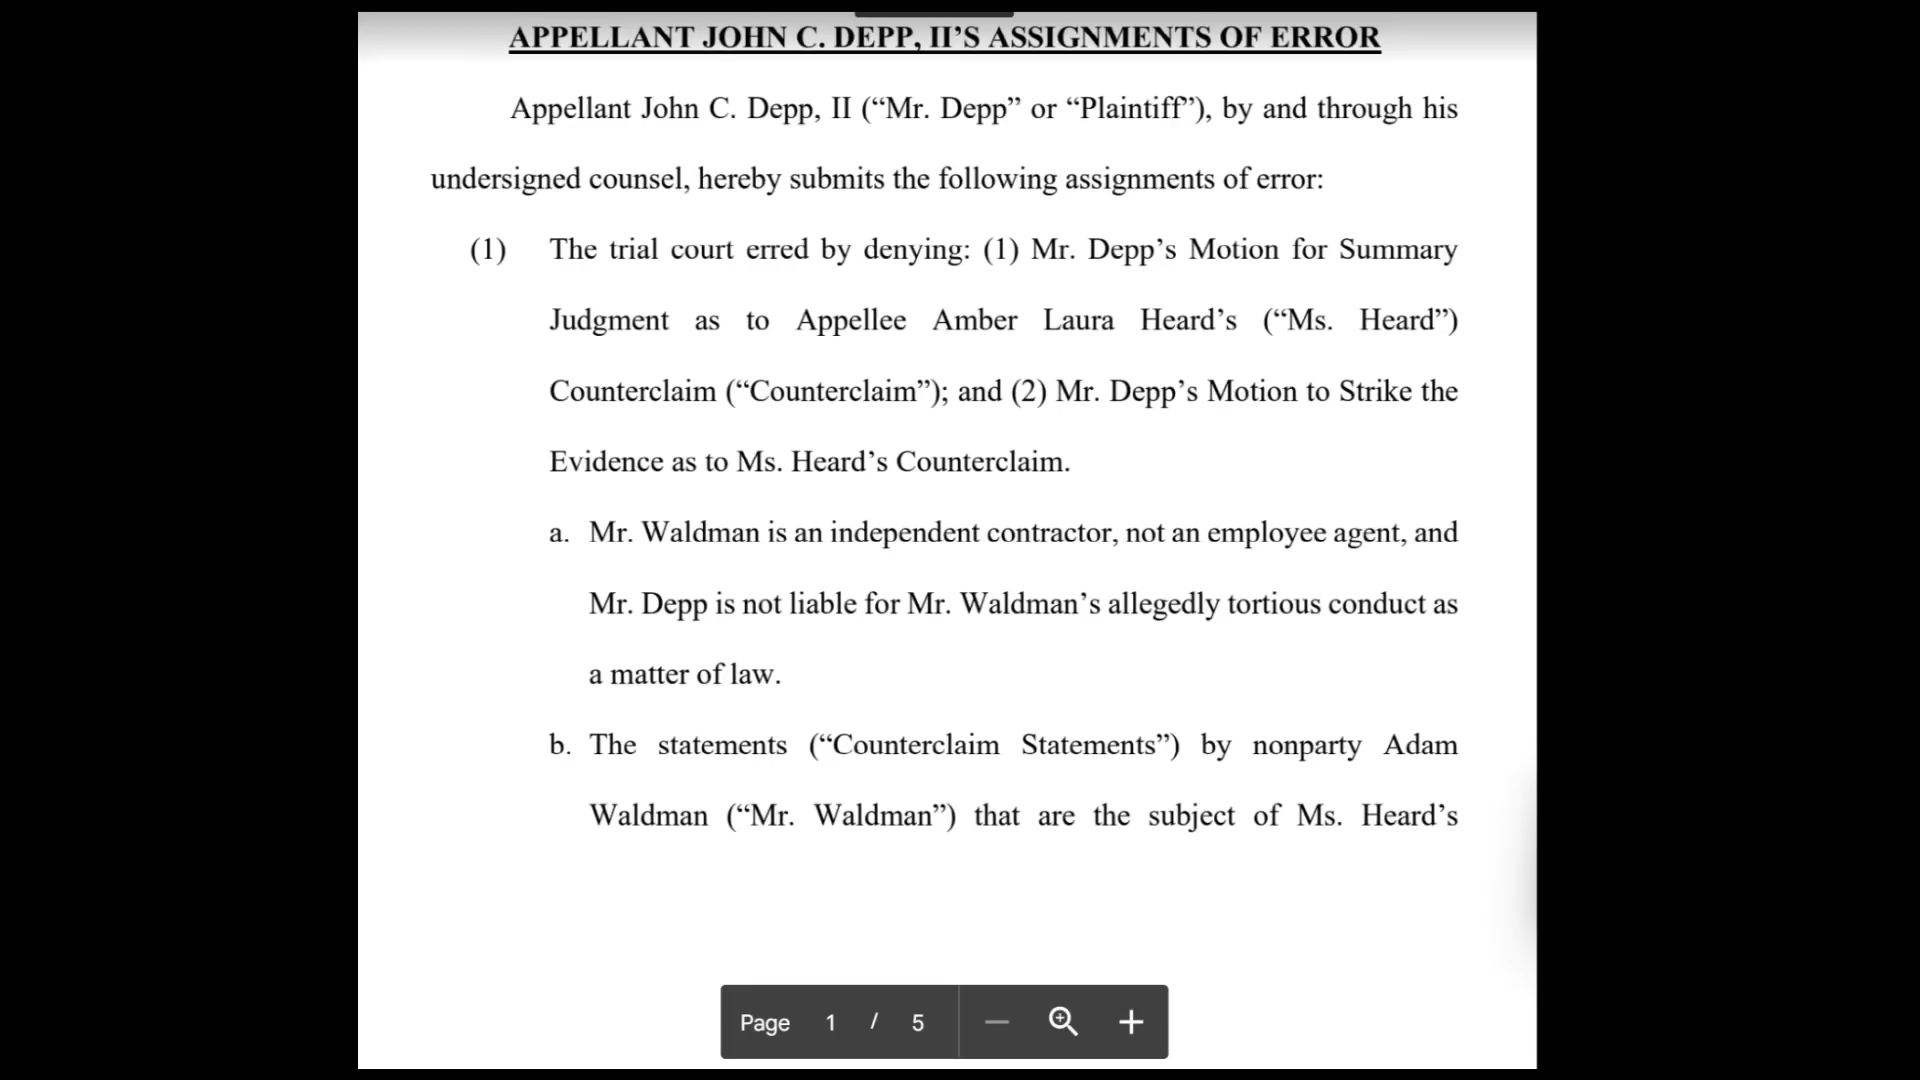 APPELLANT JOHN C. DEPP, II’S ASSIGNMENTS OF ERROR
Appellant John C. Depp, II (“Mr. Depp” or “Plaintiff”), by and through his
undersigned counsel, hereby submits the following assignments of error:
(1) The trial court erred by denying: (1) Mr. Depp’s Motion for Summary
Judgment as to Appellee Amber Laura Heard’s (“Ms. Heard”)
Counterclaim (“Counterclaim”); and (2) Mr. Depp’s Motion to Strike the
Evidence as to Ms. Heard’s Counterclaim.
a. Mr. Waldman is an independent contractor, not an employee agent, and
Mr. Depp is not liable for Mr. Waldman’s allegedly tortious conduct as
a matter of law.
b. The statements (“Counterclaim Statements”) by nonparty Adam
Waldman (“Mr. Waldman”) that are the subject of Ms. Heard’s
Page 1 / 5